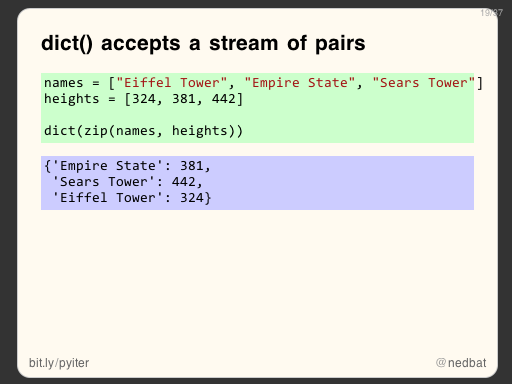 19/37
dict() accepts a stream of pairs
names = ["Eiffel Tower", "Empire State", "Sears Tower"]
heights = [324, 381, 442]
dict(zip(names, heights))
{'Empire State': 381,
'Sears Tower': 442,
'Eiffel Tower': 324}
bit.ly/pyiter
@nedbat